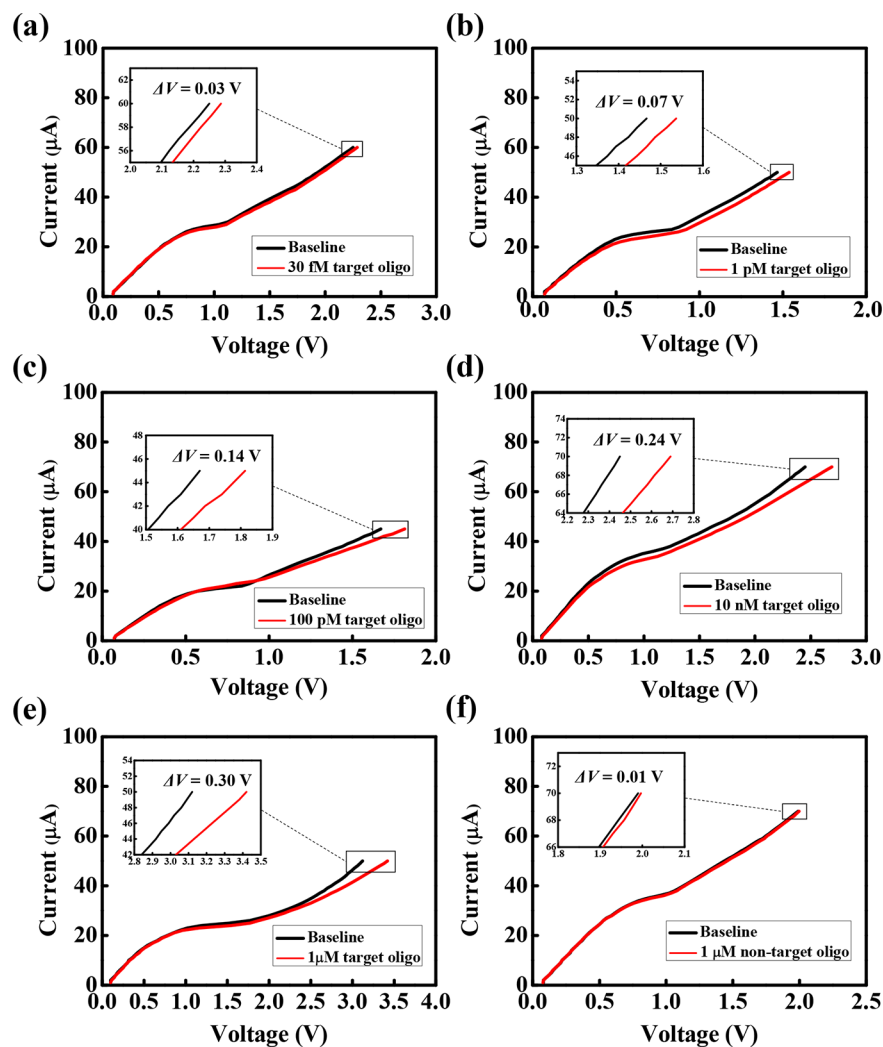 (a)
100
80
60
40
20
0
Current (μA)
0.0 0.5 1.0 1.5 2.0 2.5 3.0
Voltage (V)
ΔV = 0.03 V
62
60
58
56
54
2.0 2.1 2.2 2.3 2.4
Baseline
30 fM target oligo
(b)
100
80
60
40
20
0
Current (μA)
0.0 0.5 1.0 1.5 2.0
Voltage (V)
ΔV = 0.07 V
54
52
50
48
46
1.3 1.4 1.5 1.6
Baseline
1 pM target oligo
(c)
100
80
60
40
20
0
Current (μA)
0.0 0.5 1.0 1.5 2.0
Voltage (V)
ΔV = 0.14 V
48
46
44
42
40
1.5 1.6 1.7 1.8 1.9
Baseline
100 pM target oligo
(d)
100
80
60
40
20
0
Current (μA)
0.0 0.5 1.0 1.5 2.0 2.5 3.0
Voltage (V)
ΔV = 0.24 V
74
72
70
68
66
64
2.2 2.3 2.4 2.5 2.6 2.7 2.8
Baseline
10 nM target oligo
(e)
100
80
60
40
20
0
Current (μA)
0.0 0.5 1.0 1.5 2.0 2.5 3.0 3.5 4.0
Voltage (V)
ΔV = 0.30 V
54
52
50
48
46
44
42
2.8 2.9 3.0 3.1 3.2 3.3 3.4 3.5
Baseline
1μM target oligo
(f)
100
80
60
40
20
0
Current (μA)
0.0 0.5 1.0 1.5 2.0 2.5
Voltage (V)
ΔV = 0.01 V
72
70
68
66
1.8 1.9 2.0 2.1
Baseline
1 μM non-target oligo